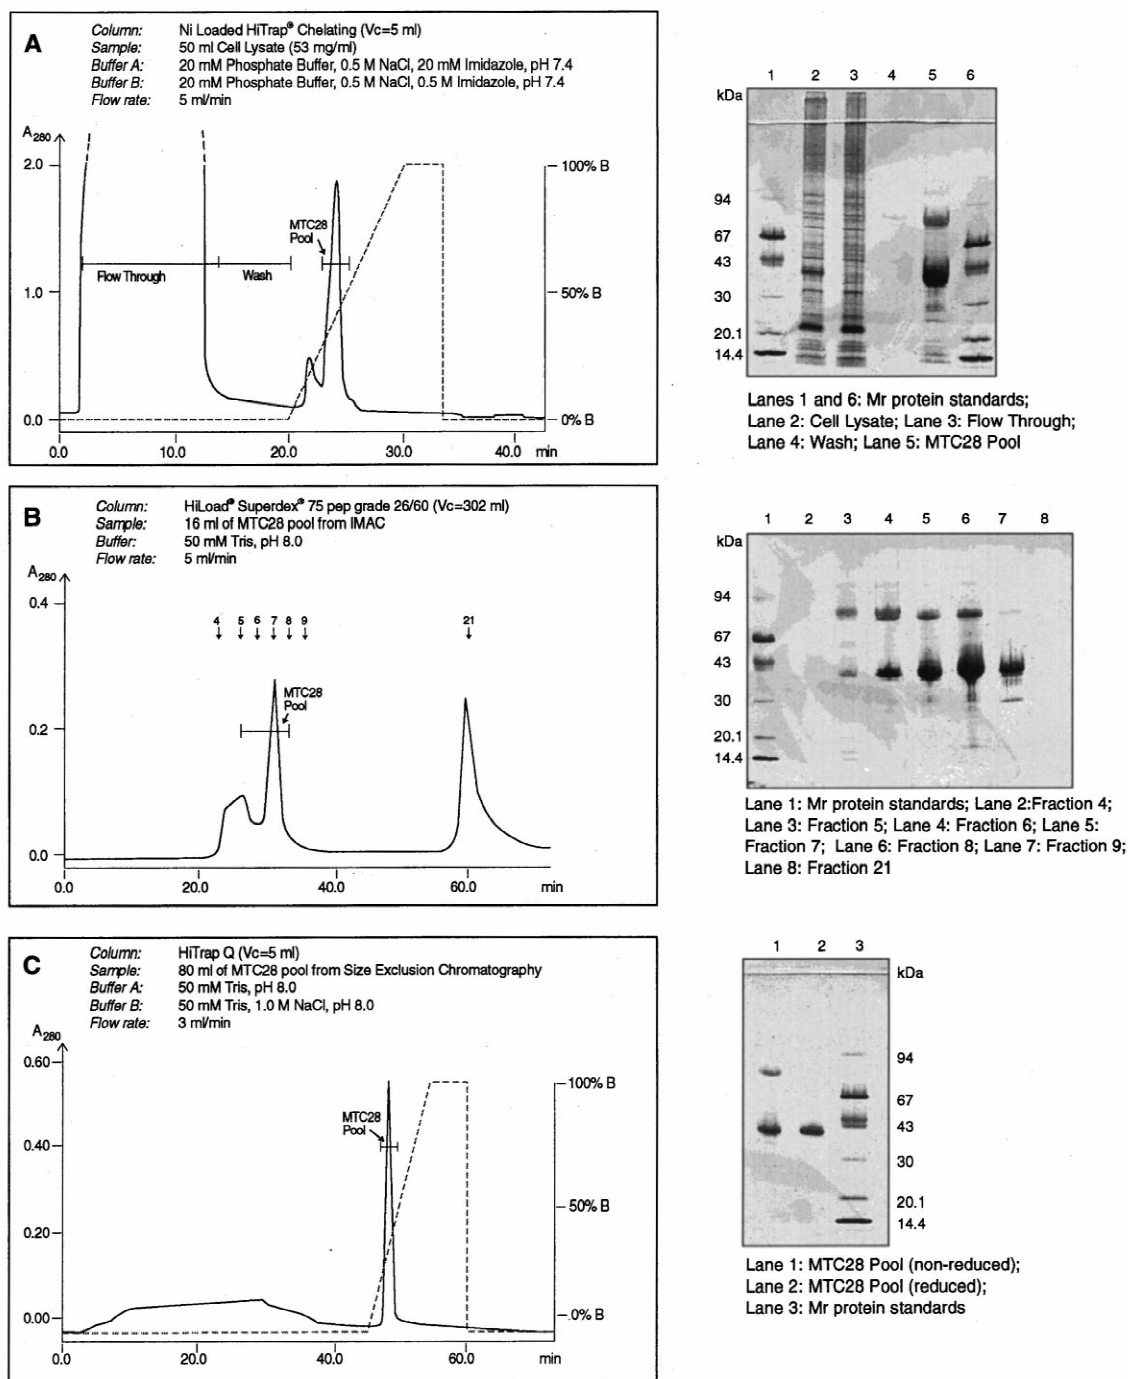 A
Column: Ni Loaded HiTrap® Chelating (Vc=5 ml)
Sample: 50 ml Cell Lysate (53 mg/ml)
Buffer A: 20 mM Phosphate Buffer, 0.5 M NaCl, 20 mM Imidazole, pH 7.4
Buffer B: 20 mM Phosphate Buffer, 0.5 M NaCl, 0.5 M Imidazole, pH 7.4
Flow rate: 5 ml/min
A280
2.0
1.0
0.0
100% B
50% B
0% B
MTC28
Pool
Flow Through
Wash
0.0 10.0 20.0 30.0 40.0 min
1 2 3 4 5 6
kDa
94
67
43
30
20.1
14.4
Lanes 1 and 6: Mr protein standards;
Lane 2: Cell Lysate; Lane 3: Flow Through;
Lane 4: Wash; Lane 5: MTC28 Pool
B
Column: HiLoad® Superdex® 75 pep grade 26/60 (Vc=302 ml)
Sample: 16 ml of MTC28 pool from IMAC
Buffer: 50 mM Tris, pH 8.0
Flow rate: 5 ml/min
A280
0.4
0.2
0.0
4 5 6 7 8 9 21
MTC28
Pool
0.0 20.0 40.0 60.0 min
1 2 3 4 5 6 7 8
kDa
94
67
43
30
20.1
14.4
Lane 1: Mr protein standards; Lane 2:Fraction 4;
Lane 3: Fraction 5; Lane 4: Fraction 6; Lane 5:
Fraction 7; Lane 6: Fraction 8; Lane 7: Fraction 9;
Lane 8: Fraction 21
C
Column: HiTrap Q (Vc=5 ml)
Sample: 80 ml of MTC28 pool from Size Exclusion Chromatography
Buffer A: 50 mM Tris, pH 8.0
Buffer B: 50 mM Tris, 1.0 M NaCl, pH 8.0
Flow rate: 3 ml/min
A280
0.60
0.40
0.20
0.00
100% B
50% B
0% B
MTC28
Pool
0.0 20.0 40.0 60.0 min
1 2 3
kDa
94
67
43
30
20.1
14.4
Lane 1: MTC28 Pool (non-reduced);
Lane 2: MTC28 Pool (reduced);
Lane 3: Mr protein standards